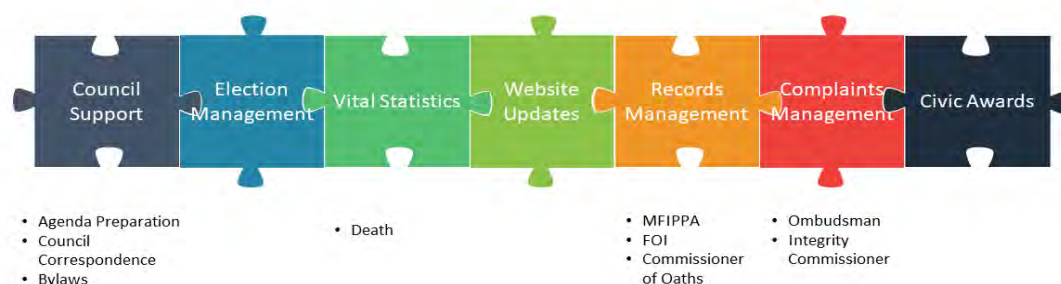 Council
Support
Election
Management
Vital Statistics
Website
Updates
Records
Management
Complaints
Management
Civic Awards
• Agenda Preparation
• Council
Correspondence
• Bylaws
• Death
• MFIPPA
• FOI
• Commissioner
of Oaths
• Ombudsman
• Integrity
Commissioner